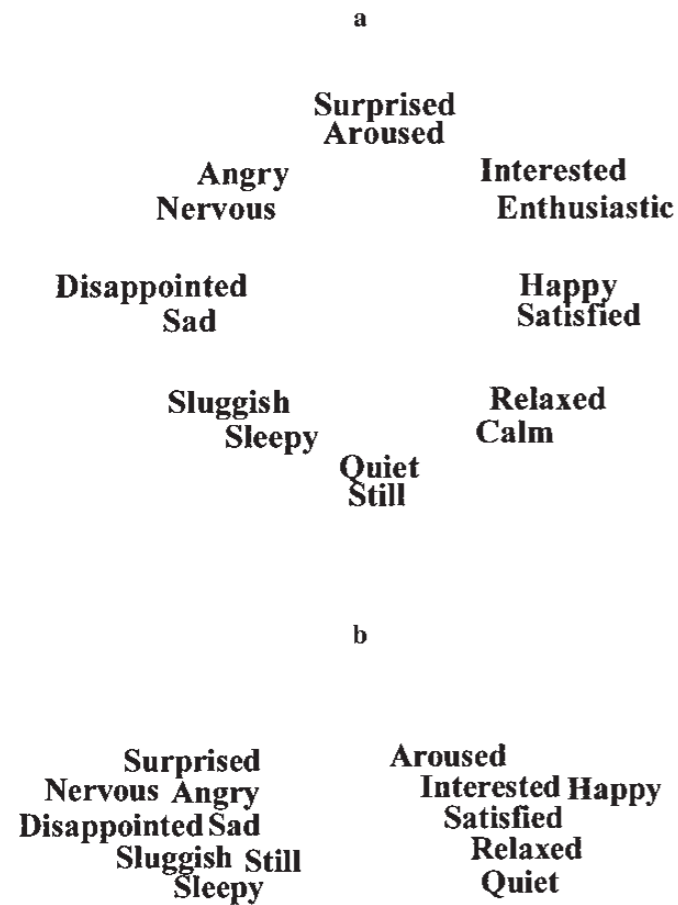 a
Surprised
Aroused
Angry Interested
Nervous Enthusiastic
Disappointed Happy
Sad Satisfied
Sluggish Relaxed
Sleepy Calm
Quiet
Still
b
Surprised Aroused
Nervous Angry Interested Happy
Disappointed Sad Satisfied
Sluggish Still Relaxed
Sleepy Quiet